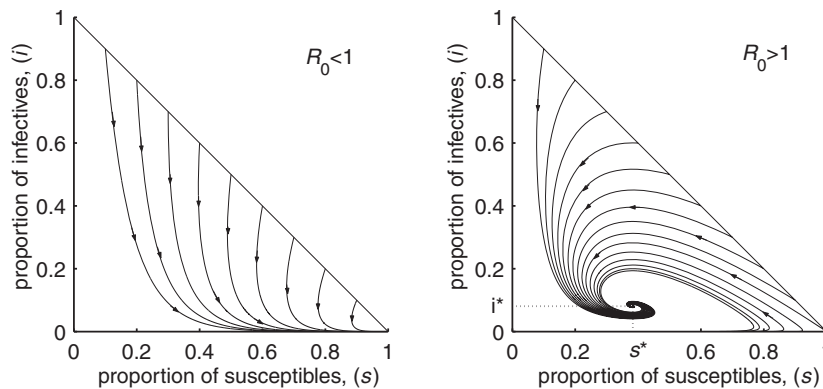 1
0.8
0.6
0.4
0.2
0
0 0.2 0.4 0.6 0.8 1
proportion of infectives, (i)
proportion of susceptibles, (s)
R0<1
1
0.8
0.6
0.4
0.2
i*
0
0 0.2 s* 0.6 0.8 1
proportion of infectives, (i)
proportion of susceptibles, (s)
R0>1